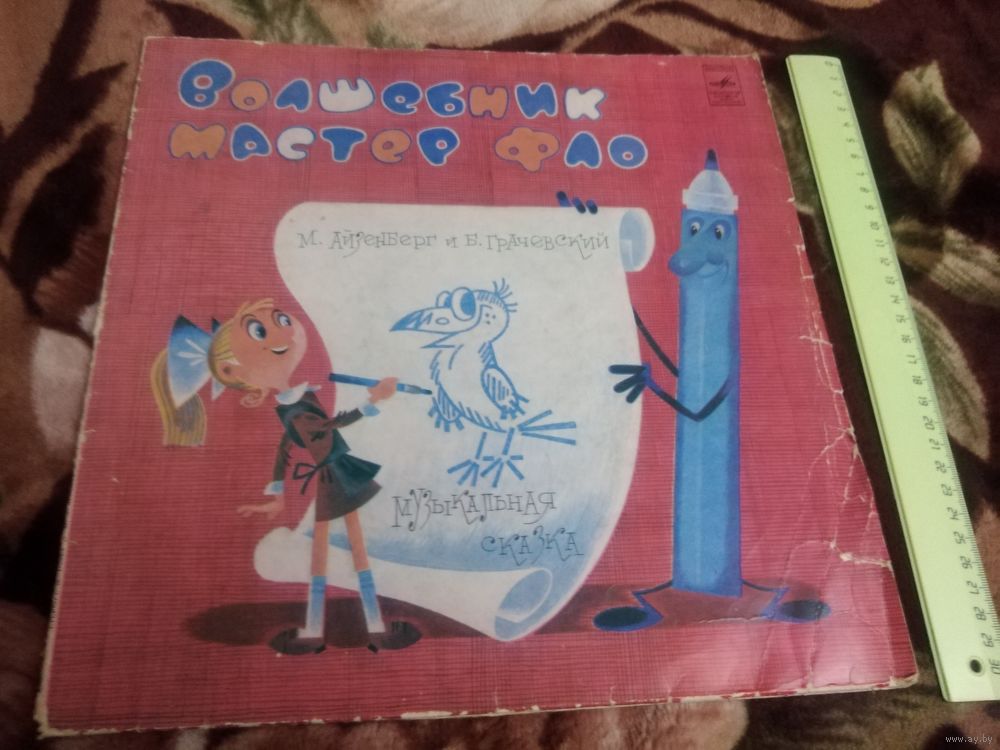 Волшебник
мастер Фло
М. Айзенберг и Б. Грачевский
Музыкальная
сказка
www.ay.by